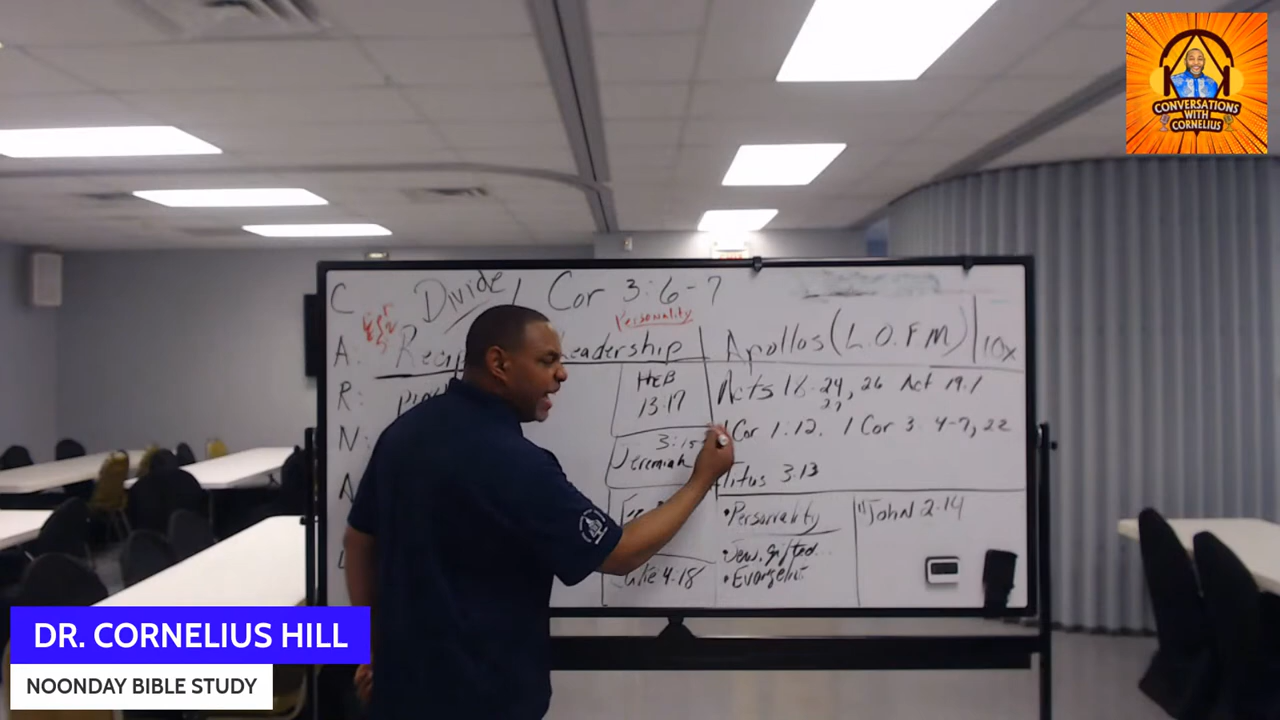 CONVERSATIONS
WITH
CORNELIUS
C Divide / Cor 3:6-7
Personality
A: Leadership Apollos (L.O.F.M) 10x
R: HEB Acts 18-24, 26 Act 19.1
13:17 27
N: 3:15 1 Cor 1:12. 1 Cor 3: 4-7, 22
Jeremiah
A Titus 3:13
• Personality John 2.14
• Jew. gifted..
Luke 4:18 • Evangelist
DR. CORNELIUS HILL
NOONDAY BIBLE STUDY